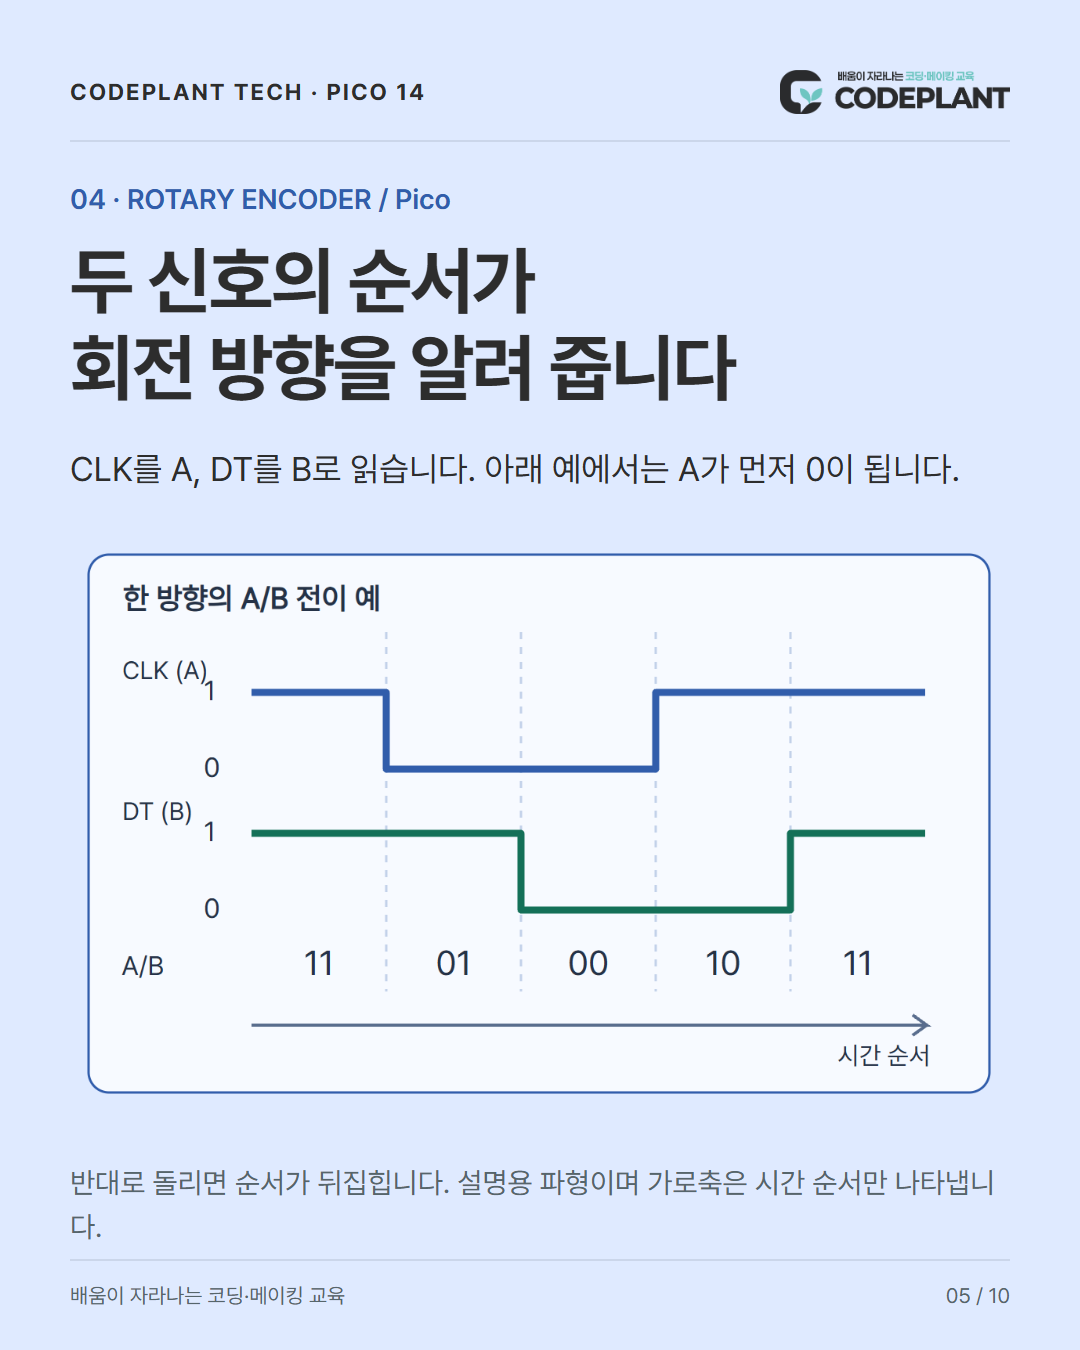 CODEPLANT TECH · PICO 14
배움이 자라나는 코딩·메이킹 교육
CODEPLANT
04 · ROTARY ENCODER / Pico
두 신호의 순서가
회전 방향을 알려 줍니다
CLK를 A, DT를 B로 읽습니다. 아래 예에서는 A가 먼저 0이 됩니다.
한 방향의 A/B 전이 예
CLK (A)
1
0
DT (B)
1
0
A/B 11 01 00 10 11
시간 순서
반대로 돌리면 순서가 뒤집힙니다. 설명용 파형이며 가로축은 시간 순서만 나타냅니
다.
배움이 자라나는 코딩·메이킹 교육 05 / 10